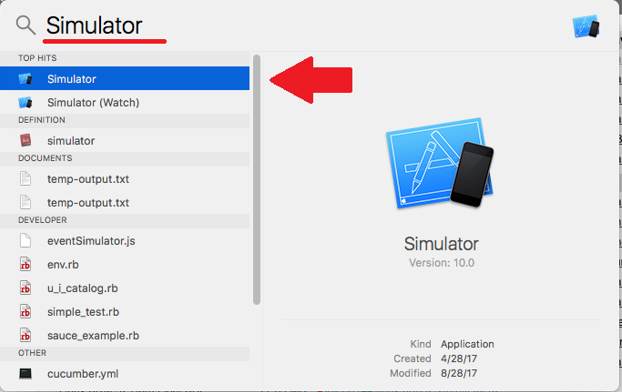 Simulator
TOP HITS
Simulator
Simulator (Watch)
DEFINITION
simulator
DOCUMENTS
temp-output.txt
temp-output.txt
DEVELOPER
eventSimulator.js
env.rb
u_i_catalog.rb
simple_test.rb
sauce_example.rb
OTHER
cucumber.yml
Simulator
Version: 10.0
Kind Application
Created 4/28/17
Modified 8/28/17